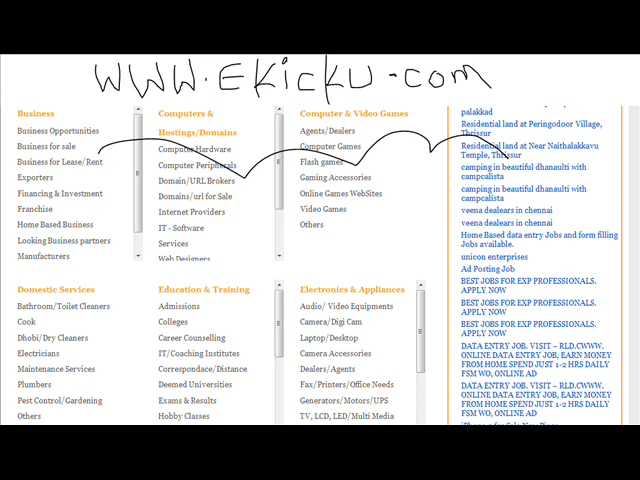 www.Ekicku.com
Business
Business Opportunities
Business for sale
Business for Lease/Rent
Exporters
Financing & Investment
Franchise
Home Based Business
Looking Business partners
Manufacturers
Computers &
Hostings/Domains
Computer Hardware
Computer Peripherals
Domain/URL Brokers
Domains/url for Sale
Internet Providers
IT - Software
Services
Web Designers
Computer & Video Games
Agents/Dealers
Computer Games
Flash games
Gaming Accessories
Online Games WebSites
Video Games
Others
palakkad
Residential land at Peringodoor Village,
Thrissur
Residential land at Near Naithalakkavu
Temple, Thrissur
camping in beautiful dhanaulti with
campcalista
camping in beautiful dhanaulti with
campcalista
veena dealears in chennai
veena dealears in chennai
Home Based data entry Jobs and form filling
Jobs available.
unicon enterprises
Ad Posting Job
BEST JOBS FOR EXP PROFESSIONALS.
APPLY NOW
BEST JOBS FOR EXP PROFESSIONALS.
APPLY NOW
BEST JOBS FOR EXP PROFESSIONALS.
APPLY NOW
DATA ENTRY JOB. VISIT – RLD.CWWW.
ONLINE DATA ENTRY JOB, EARN MONEY
FROM HOME SPEND JUST 1-2 HRS DAILY
FSM WO, ONLINE AD
DATA ENTRY JOB. VISIT – RLD.CWWW.
ONLINE DATA ENTRY JOB, EARN MONEY
FROM HOME SPEND JUST 1-2 HRS DAILY
FSM WO, ONLINE AD
Domestic Services
Bathroom/Toilet Cleaners
Cook
Dhobi/Dry Cleaners
Electricians
Maintenance Services
Plumbers
Pest Control/Gardening
Others
Education & Training
Admissions
Colleges
Career Counselling
IT/Coaching Institutes
Correspondace/Distance
Deemed Universities
Exams & Results
Hobby Classes
Electronics & Appliances
Audio/ Video Equipments
Camera/Digi Cam
Laptop/Desktop
Camera Accessories
Dealers/Agents
Fax/Printers/Office Needs
Generators/Motors/UPS
TV, LCD, LED/Multi Media